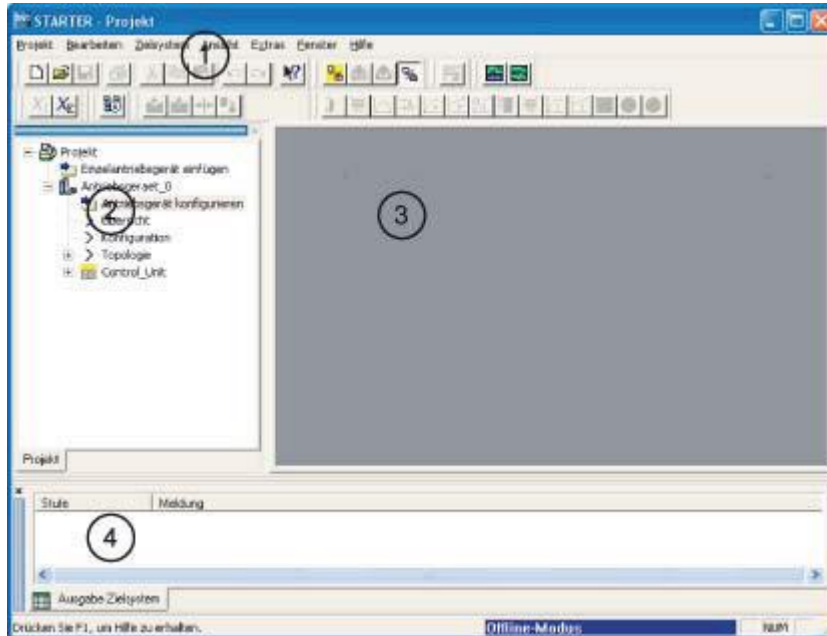 STARTER - Projekt
Projekt Bearbeiten Zielsystem Ansicht Extras Fenster Hilfe
1
Projekt
Einzelantriebsgerät einfügen
Antriebsgeraet_0
Antriebsgerät konfigurieren
Übersicht
Konfiguration
Topologie
Control_Unit
2
3
Projekt
Stufe Meldung
4
Ausgabe Zielsystem
Drücken Sie F1, um Hilfe zu erhalten. Offline-Modus NUM